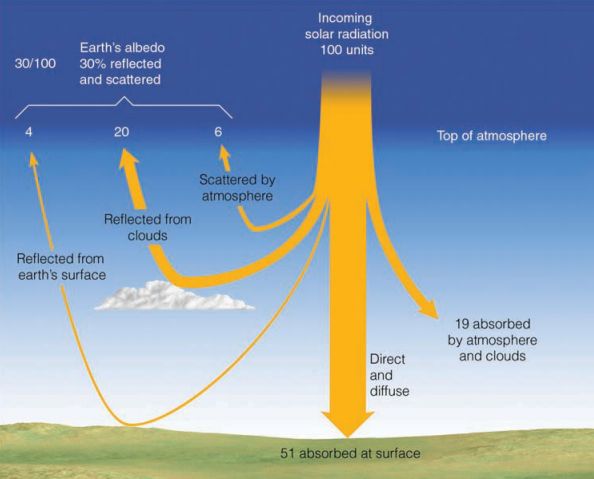 Incoming
solar radiation
100 units
Earth's albedo
30/100 30% reflected
and scattered
4 20 6
Top of atmosphere
Scattered by
atmosphere
Reflected from
clouds
Reflected from
earth's surface
19 absorbed
by atmosphere
and clouds
Direct
and
diffuse
51 absorbed at surface